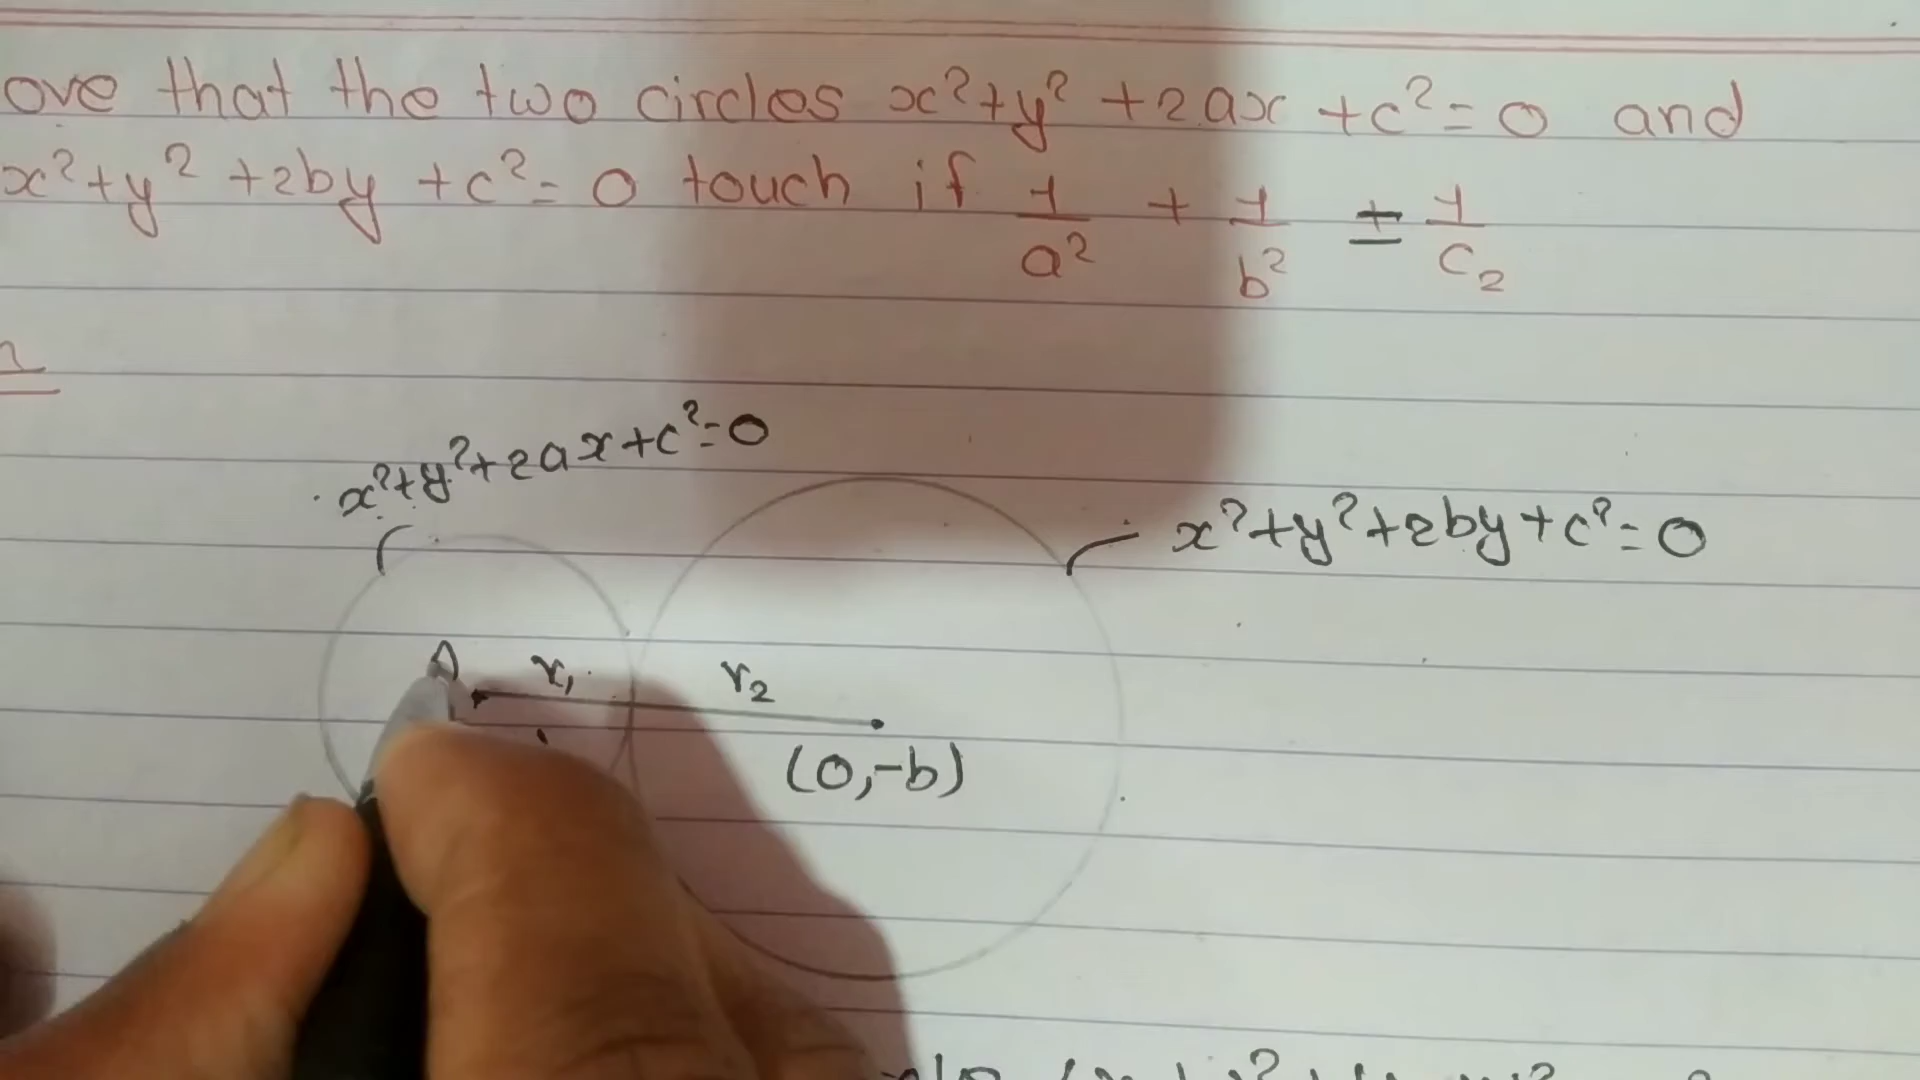 ove that the two circles x²+y²+2ax+c²=0 and
x²+y²+2by+c²=0 touch if 1/a² + 1/b² = 1/c₂
x²+y²+2ax+c²=0
x²+y²+2by+c²=0
A r₁ r₂
(0,-b)